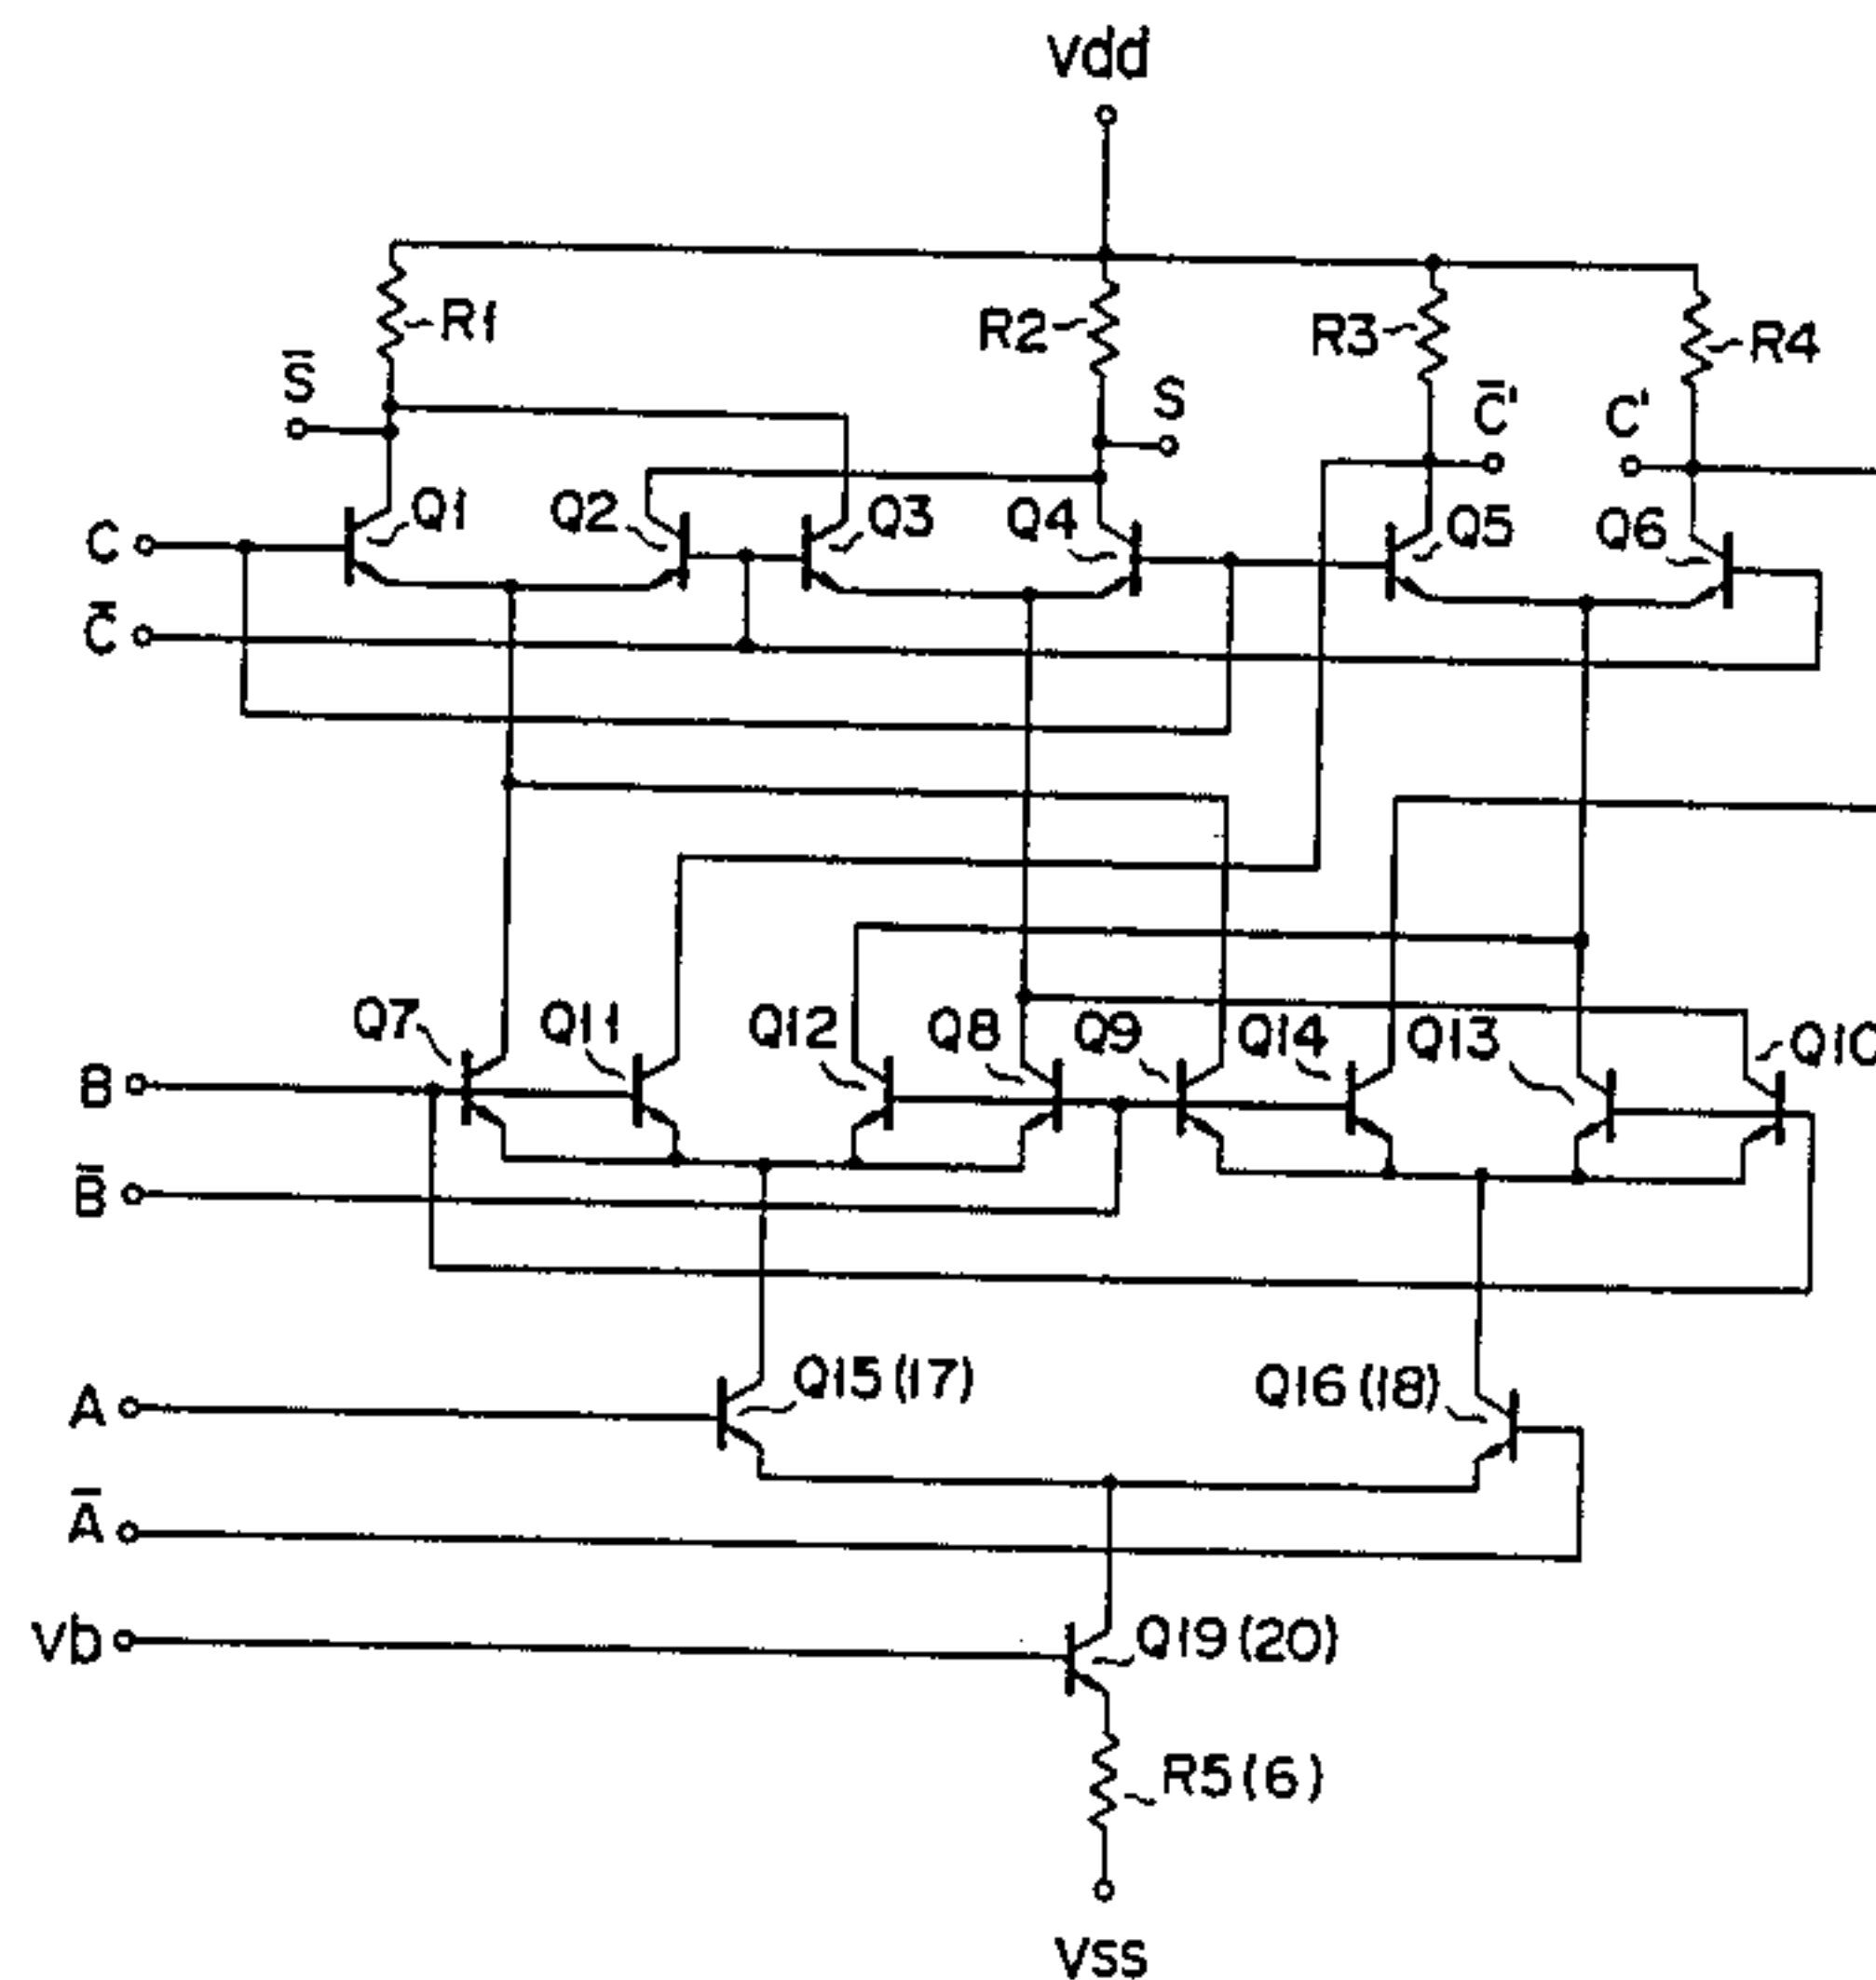 Vdd
R1
R2
R3
R4
S̅
S
C̅'
C'
C
Q1
Q2
Q3
Q4
Q5
Q6
C̅
Q7
Q11
Q12
Q8
Q9
Q14
Q13
Q10
B
B̅
A
Q15(17)
Q16(18)
A̅
Vb
Q19(20)
R5(6)
VSS